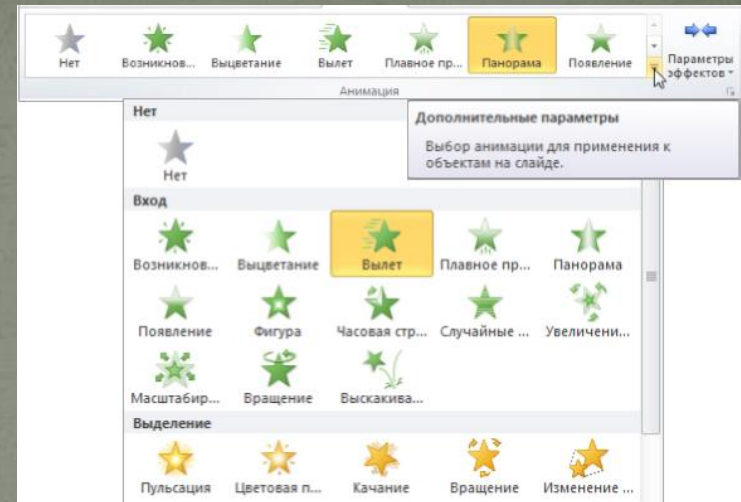 Нет Возникнов... Выцветание Вылет Плавное пр... Панорама Появление Параметры эффектов
Анимация
Дополнительные параметры
Выбор анимации для применения к
объектам на слайде.
Нет
Нет
Вход
Возникнов... Выцветание Вылет Плавное пр... Панорама
Появление Фигура Часовая стр... Случайные ... Увеличени...
Масштабир... Вращение Выскакива...
Выделение
Пульсация Цветовая п... Качание Вращение Изменение ...